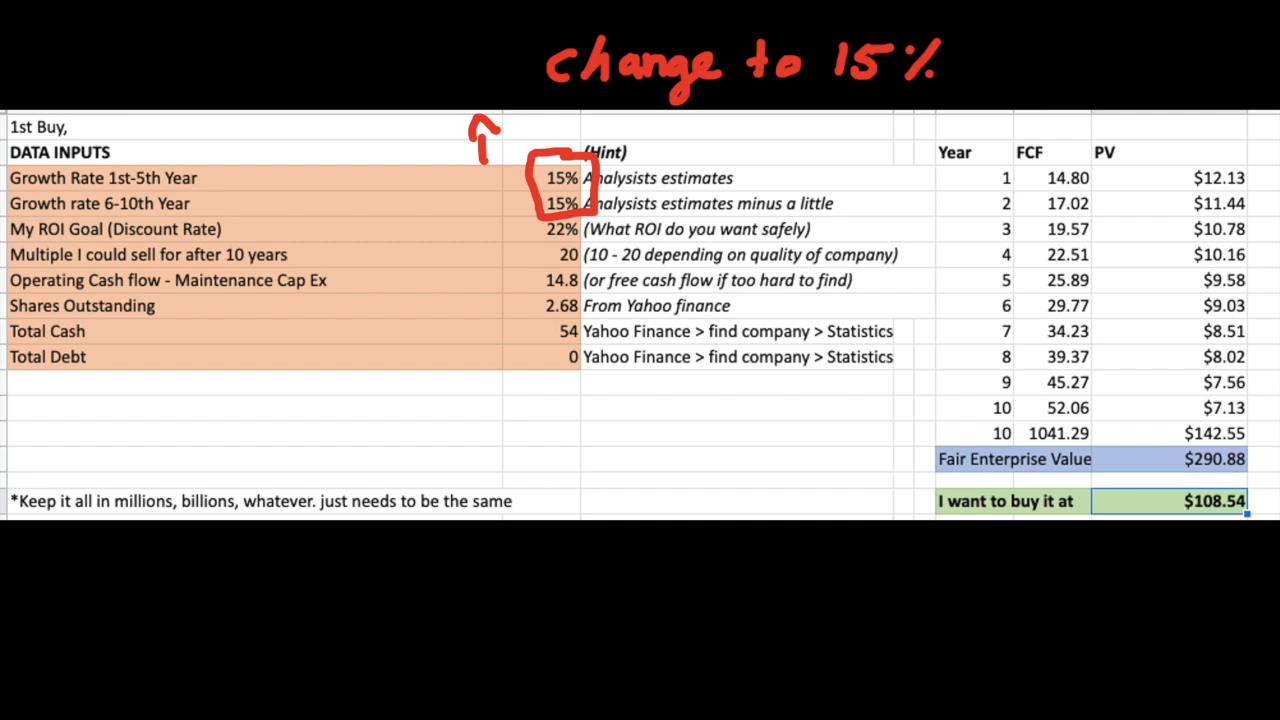 change to 15%
1st Buy,
DATA INPUTS (Hint) Year FCF PV
Growth Rate 1st-5th Year 15% Analysists estimates 1 14.80 $12.13
Growth rate 6-10th Year 15% Analysists estimates minus a little 2 17.02 $11.44
My ROI Goal (Discount Rate) 22% (What ROI do you want safely) 3 19.57 $10.78
Multiple I could sell for after 10 years 20 (10 - 20 depending on quality of company) 4 22.51 $10.16
Operating Cash flow - Maintenance Cap Ex 14.8 (or free cash flow if too hard to find) 5 25.89 $9.58
Shares Outstanding 2.68 From Yahoo finance 6 29.77 $9.03
Total Cash 54 Yahoo Finance > find company > Statistics 7 34.23 $8.51
Total Debt 0 Yahoo Finance > find company > Statistics 8 39.37 $8.02
9 45.27 $7.56
10 52.06 $7.13
10 1041.29 $142.55
Fair Enterprise Value $290.88
*Keep it all in millions, billions, whatever. just needs to be the same I want to buy it at $108.54